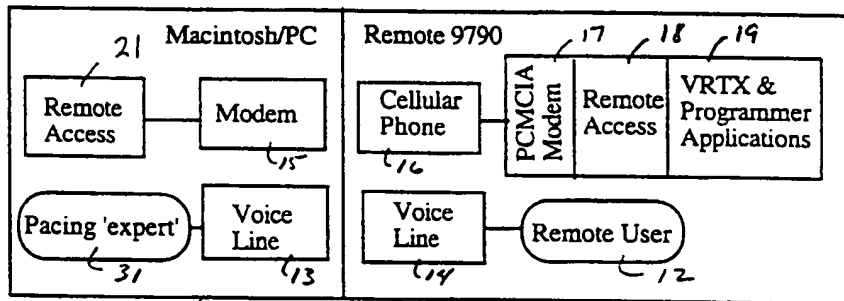 Macintosh/PC
21
Remote Access
Modem
15
Pacing 'expert'
31
Voice Line
13
Remote 9790
17
18
19
Cellular Phone
16
PCMCIA Modem
Remote Access
VRTX & Programmer Applications
Voice Line
14
Remote User
12